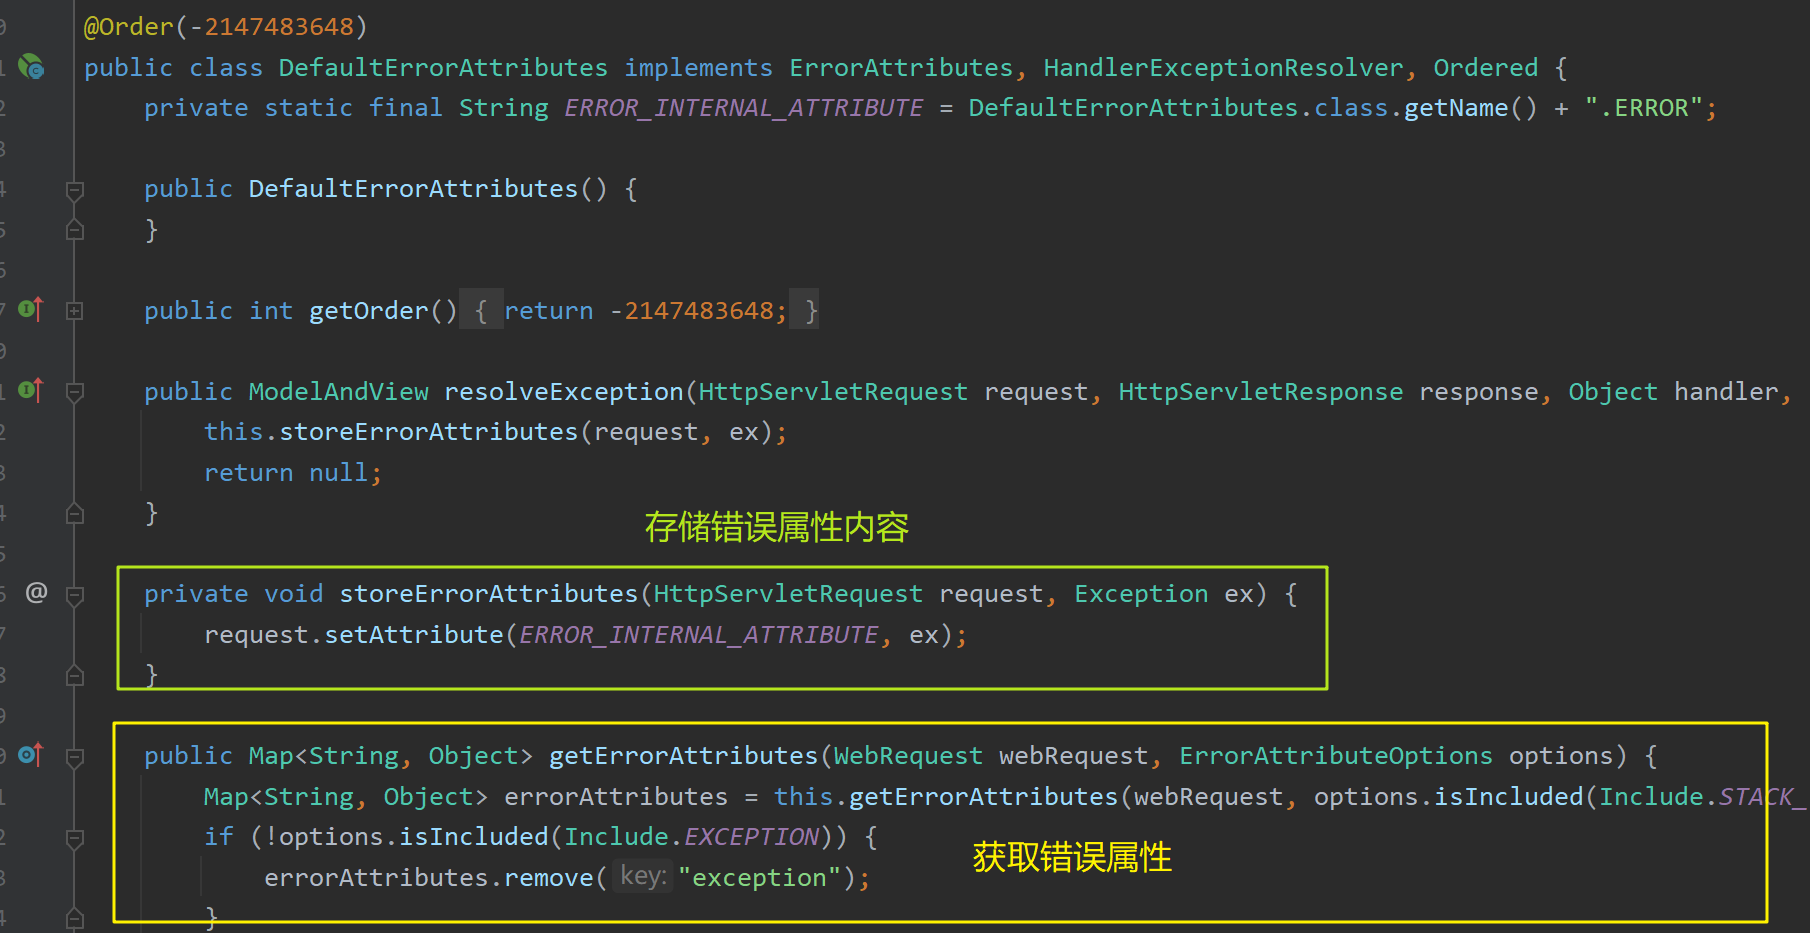 @Order(-2147483648)
public class DefaultErrorAttributes implements ErrorAttributes, HandlerExceptionResolver, Ordered {
private static final String ERROR_INTERNAL_ATTRIBUTE = DefaultErrorAttributes.class.getName() + ".ERROR";
public DefaultErrorAttributes() {
}
public int getOrder() { return -2147483648; }
public ModelAndView resolveException(HttpServletRequest request, HttpServletResponse response, Object handler,
this.storeErrorAttributes(request, ex);
return null;
}
存储错误属性内容
@ private void storeErrorAttributes(HttpServletRequest request, Exception ex) {
request.setAttribute(ERROR_INTERNAL_ATTRIBUTE, ex);
}
public Map<String, Object> getErrorAttributes(WebRequest webRequest, ErrorAttributeOptions options) {
Map<String, Object> errorAttributes = this.getErrorAttributes(webRequest, options.isIncluded(Include.STACK_
if (!options.isIncluded(Include.EXCEPTION)) {
获取错误属性
errorAttributes.remove( key: "exception");
}